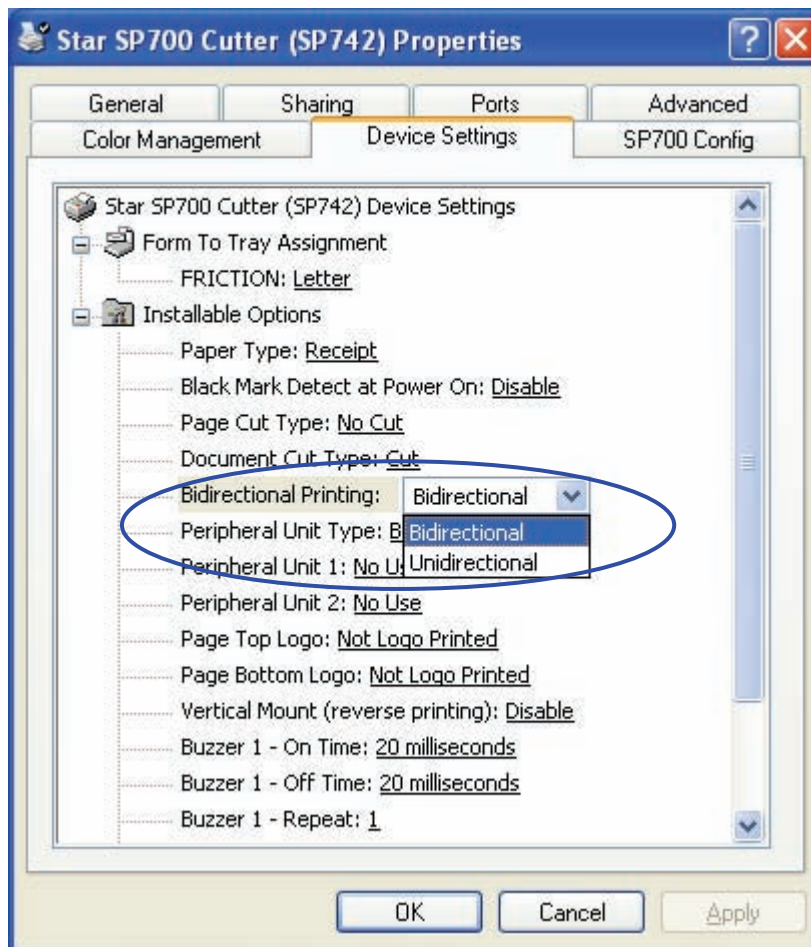 Star SP700 Cutter (SP742) Properties
General Sharing Ports Advanced
Color Management Device Settings SP700 Config
Star SP700 Cutter (SP742) Device Settings
Form To Tray Assignment
FRICTION: Letter
Installable Options
Paper Type: Receipt
Black Mark Detect at Power On: Disable
Page Cut Type: No Cut
Document Cut Type: Cut
Bidirectional Printing: Bidirectional
Peripheral Unit Type: B Bidirectional
Peripheral Unit 1: No U Unidirectional
Peripheral Unit 2: No Use
Page Top Logo: Not Logo Printed
Page Bottom Logo: Not Logo Printed
Vertical Mount (reverse printing): Disable
Buzzer 1 - On Time: 20 milliseconds
Buzzer 1 - Off Time: 20 milliseconds
Buzzer 1 - Repeat: 1
OK Cancel Apply